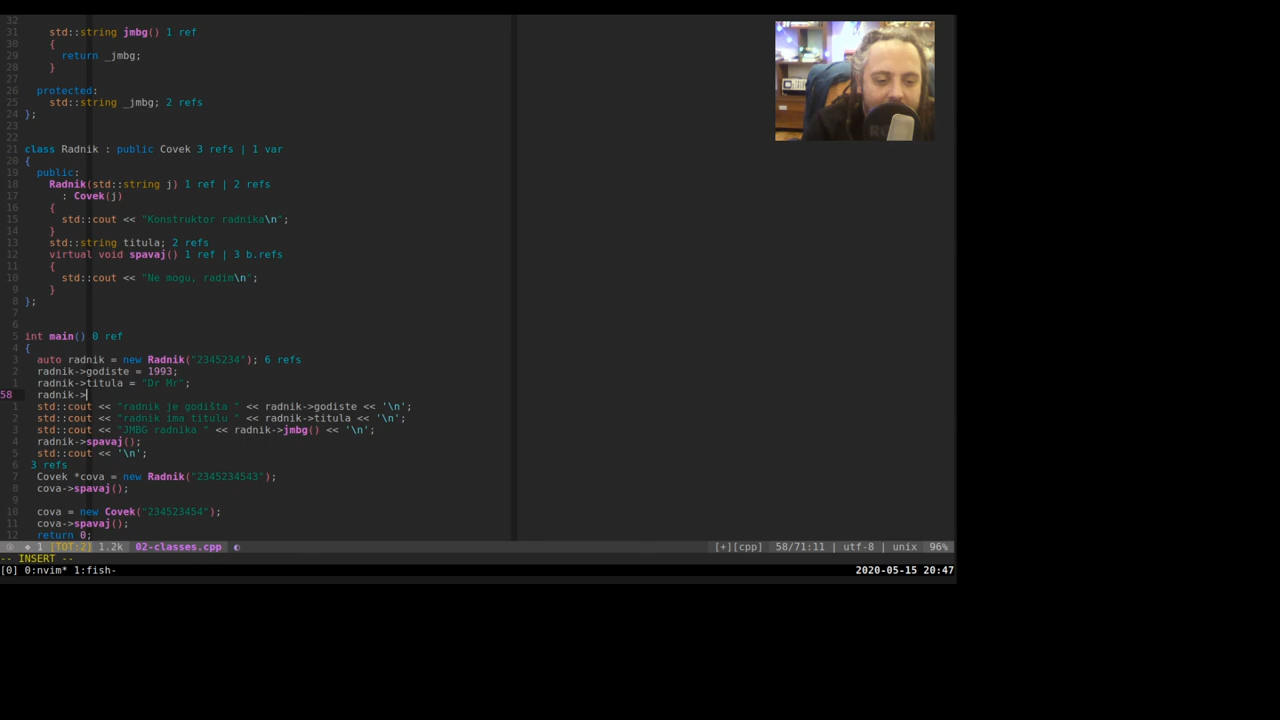 32
31 std::string jmbg() 1 ref
30 {
29 return _jmbg;
28 }
27
26 protected:
25 std::string _jmbg; 2 refs
24 };
23
22
21 class Radnik : public Covek 3 refs | 1 var
20 {
19 public:
18 Radnik(std::string j) 1 ref | 2 refs
17 : Covek(j)
16 {
15 std::cout << "Konstruktor radnika\n";
14 }
13 std::string titula; 2 refs
12 virtual void spavaj() 1 ref | 3 b.refs
11 {
10 std::cout << "Ne mogu, radim\n";
9 }
8 };
7
6
5 int main() 0 ref
4 {
3 auto radnik = new Radnik("2345234"); 6 refs
2 radnik->godiste = 1993;
1 radnik->titula = "Dr Mr";
58 radnik->
1 std::cout << "radnik je godišta " << radnik->godiste << '\n';
2 std::cout << "radnik ima titulu " << radnik->titula << '\n';
3 std::cout << "JMBG radnika " << radnik->jmbg() << '\n';
4 radnik->spavaj();
5 std::cout << '\n';
6 3 refs
7 Covek *cova = new Radnik("2345234543");
8 cova->spavaj();
9
10 cova = new Covek("234523454");
11 cova->spavaj();
12 return 0;
1 [TOT:2] 1.2k 02-classes.cpp [+][cpp] 58/71:11 | utf-8 | unix 96%
-- INSERT --
[0] 0:nvim* 1:fish- 2020-05-15 20:47